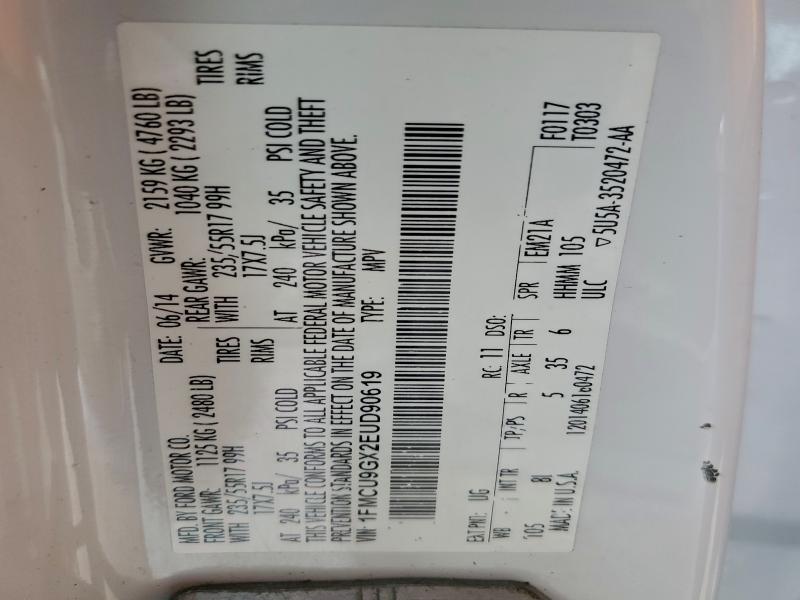 MFD. BY FORD MOTOR CO. DATE: 06/14 GVWR: 2159 KG ( 4760 LB)
FRONT GAWR: 1125 KG ( 2480 LB) REAR GAWR: 1040 KG ( 2293 LB)
WITH 235/55R17 99H TIRES WITH 235/55R17 99H TIRES
17X7.5J RIMS 17X7.5J RIMS
AT 240 kPa/ 35 PSI COLD AT 240 kPa/ 35 PSI COLD
THIS VEHICLE CONFORMS TO ALL APPLICABLE FEDERAL MOTOR VEHICLE SAFETY AND THEFT
PREVENTION STANDARDS IN EFFECT ON THE DATE OF MANUFACTURE SHOWN ABOVE.
VIN: 1FMCU9GX2EUD90619 TYPE: MPV
EXT PNT: UG RC: 11 DSO: F0117
WB INT TR TP/PS R AXLE TR SPR EM21A T0303
105 8I 5 35 6 HHMM 105
MADE IN U.S.A. ULC
▽5U5A-3520472-AA